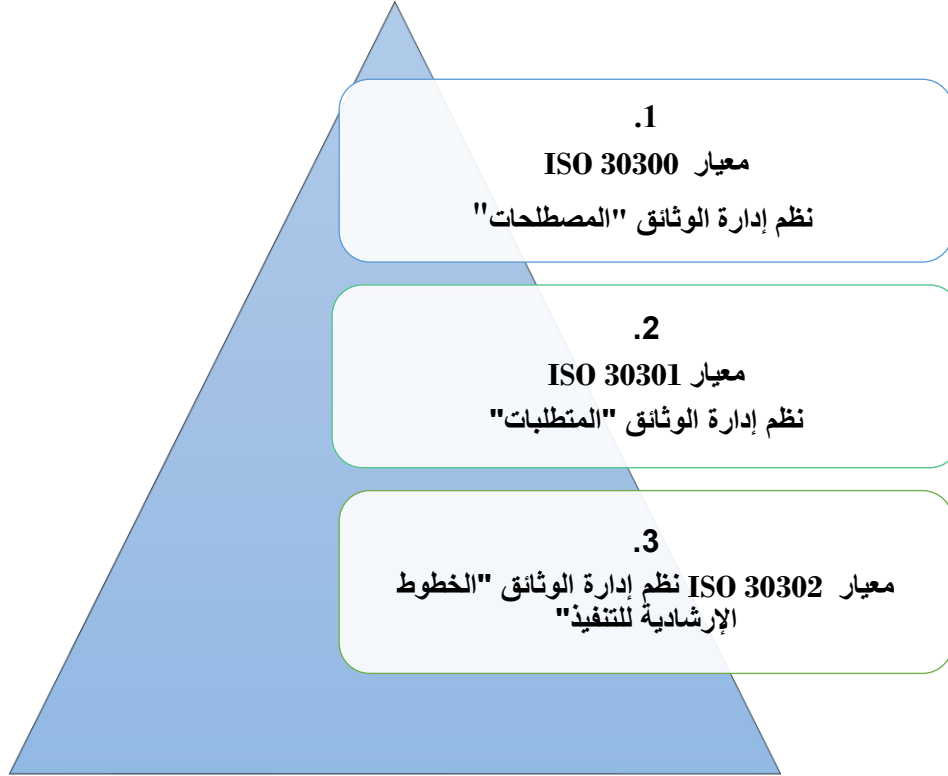 1.
معيار ISO 30300
نظم إدارة الوثائق "المصطلحات"
2.
معيار ISO 30301
نظم إدارة الوثائق "المتطلبات"
3.
معيار ISO 30302 نظم إدارة الوثائق "الخطوط
الإرشادية للتنفيذ"